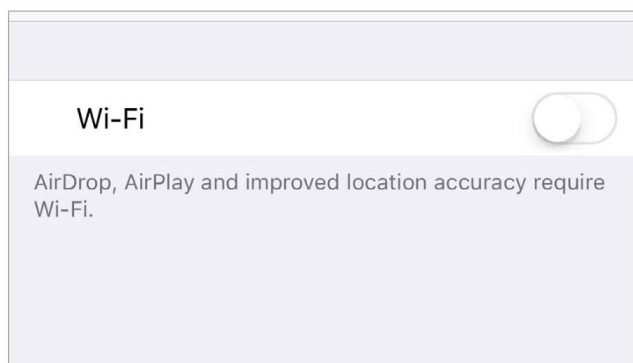 Wi-Fi
AirDrop, AirPlay and improved location accuracy require
Wi-Fi.